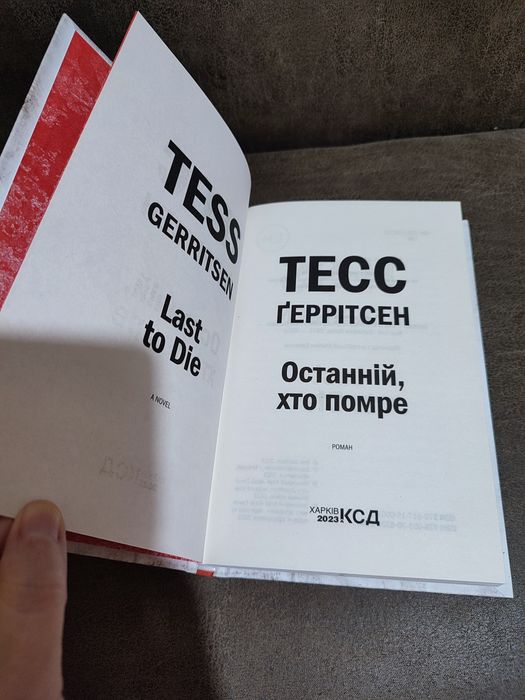 TESS
GERRITSEN
Last
to Die
A NOVEL
ТЕСС
ҐЕРРІТСЕН
Останній,
хто помре
РОМАН
ХАРКІВ
2023
КСД